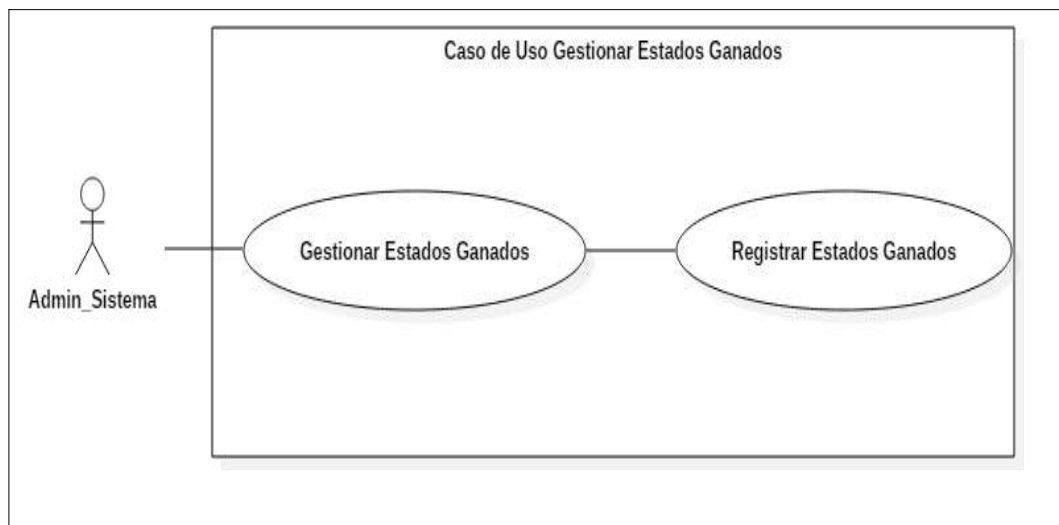 Caso de Uso Gestionar Estados Ganados
Gestionar Estados Ganados
Registrar Estados Ganados
Admin_Sistema